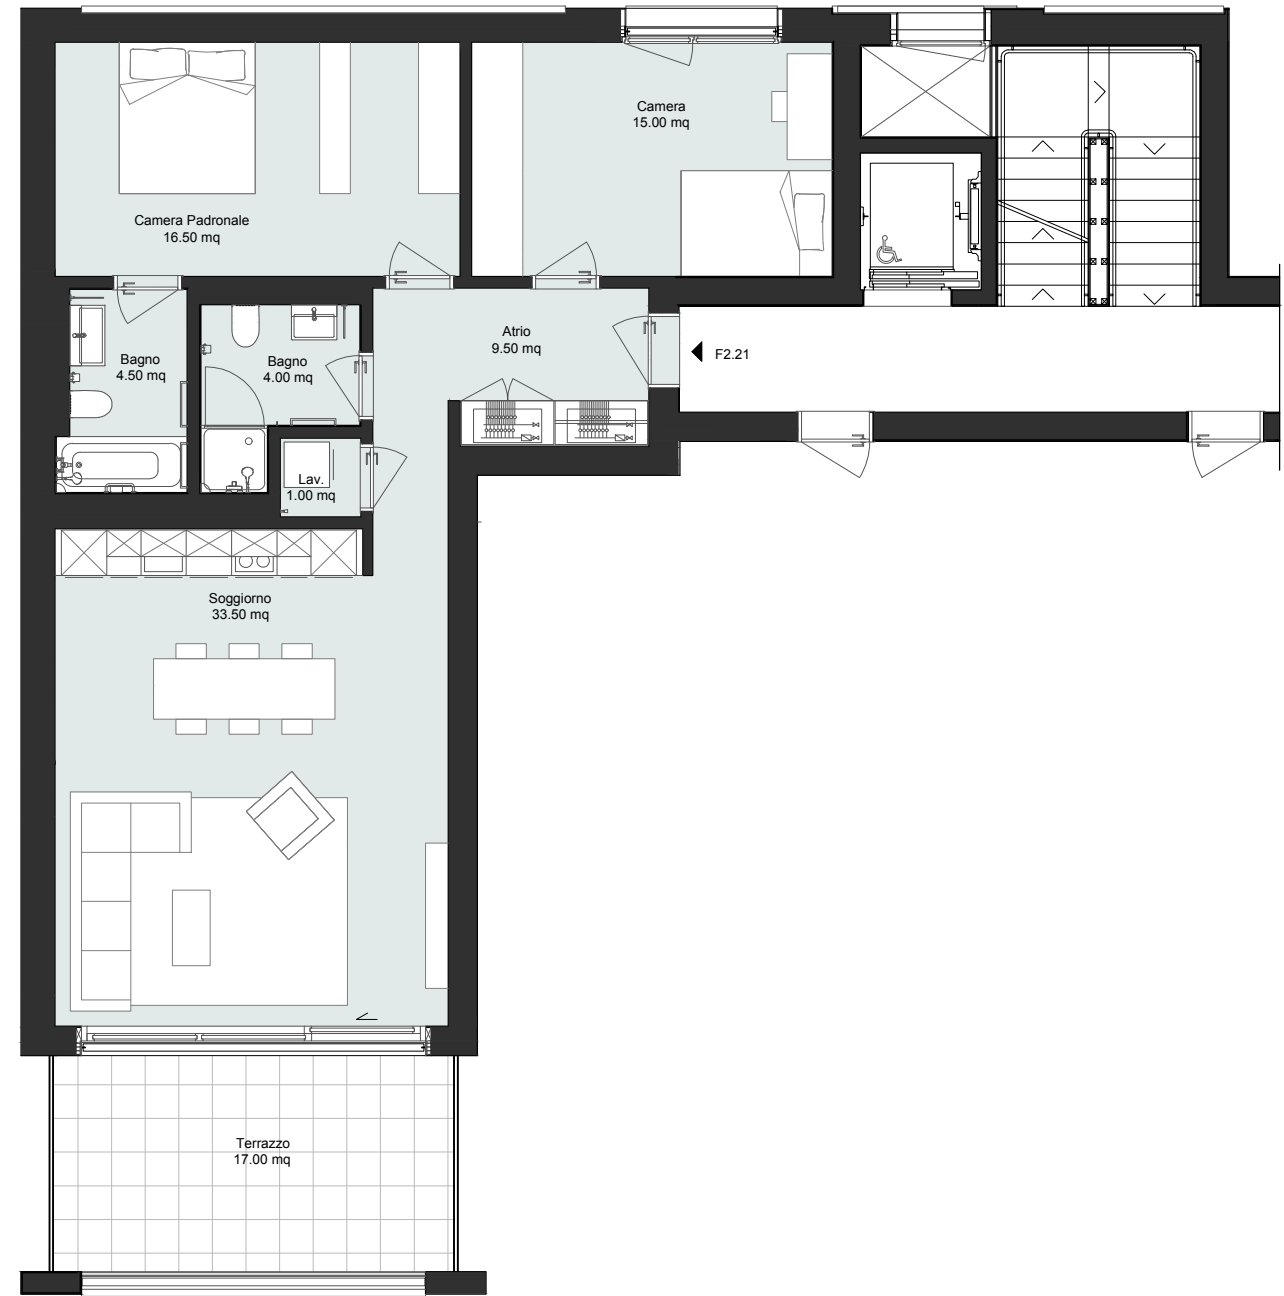 Camera
15.00 mq
Camera Padronale
16.50 mq
Atrio
9.50 mq
F2.21
Bagno
4.50 mq
Bagno
4.00 mq
Lav.
1.00 mq
Soggiorno
33.50 mq
Terrazzo
17.00 mq